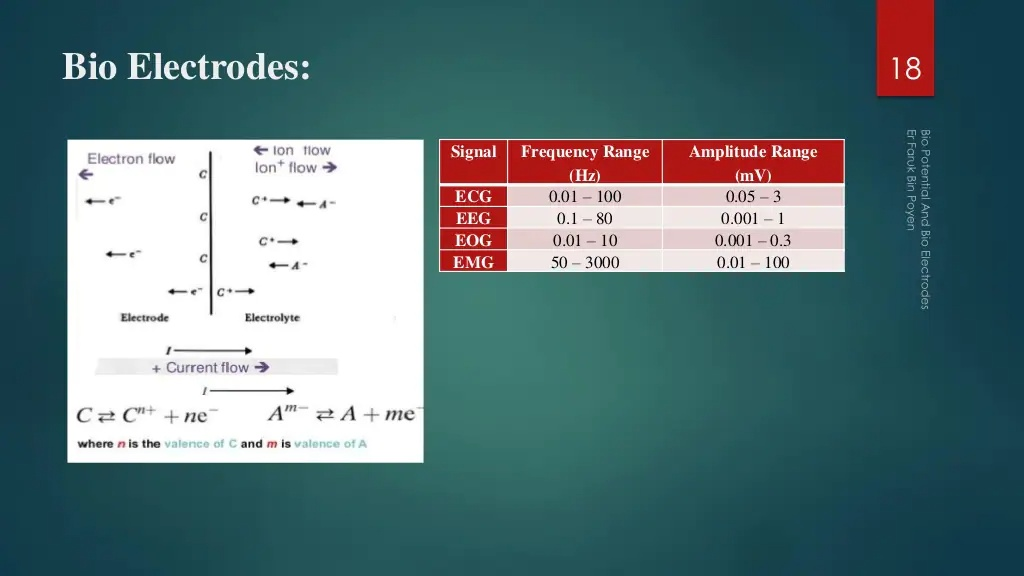 Bio Electrodes:
18
Bio Potential And Bio Electrodes
Er Faruk Bin Poyen
Electron flow
← Ion⁻ flow
Ion⁺ flow →
←
C
← e⁻
C⁺→ ← A⁻
C
← e⁻
C⁺→
C
← A⁻
← e⁻
C⁺→
Electrode
Electrolyte
I →
+ Current flow →
I →
C ⇄ Cⁿ⁺ + ne⁻
Aᵐ⁻ ⇄ A + me⁻
where n is the valence of C and m is valence of A
Signal Frequency Range (Hz) Amplitude Range (mV)
ECG 0.01 – 100 0.05 – 3
EEG 0.1 – 80 0.001 – 1
EOG 0.01 – 10 0.001 – 0.3
EMG 50 – 3000 0.01 – 100